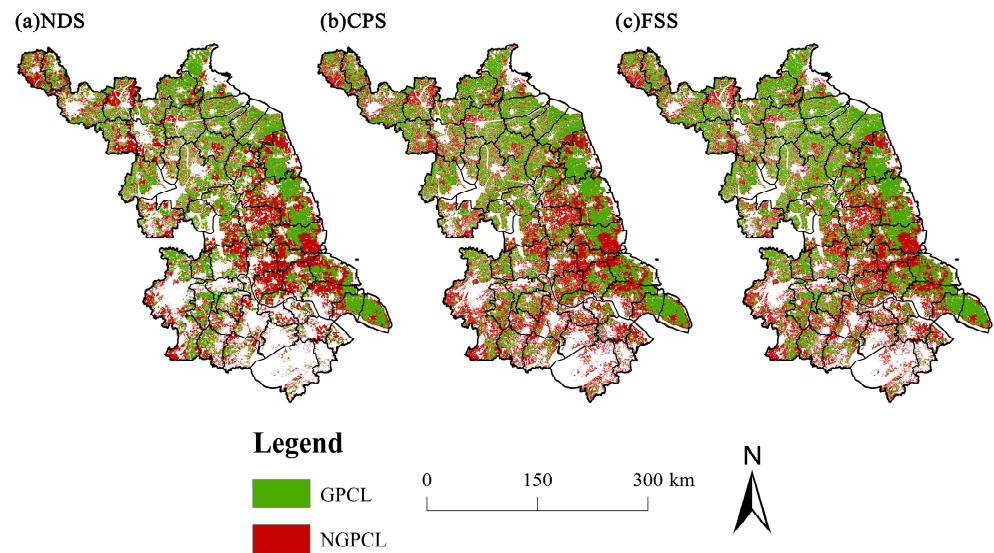 (a)NDS
(b)CPS
(c)FSS
Legend
GPCL
NGPCL
0 150 300 km
N